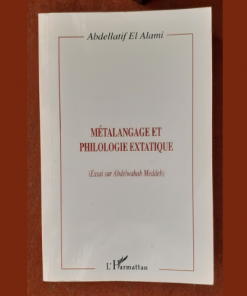 Abdellatif El Alami
MÉTALANGAGE ET
PHILOLOGIE EXTATIQUE
(Essai sur Abdelwahab Meddeb)
L'Harmattan